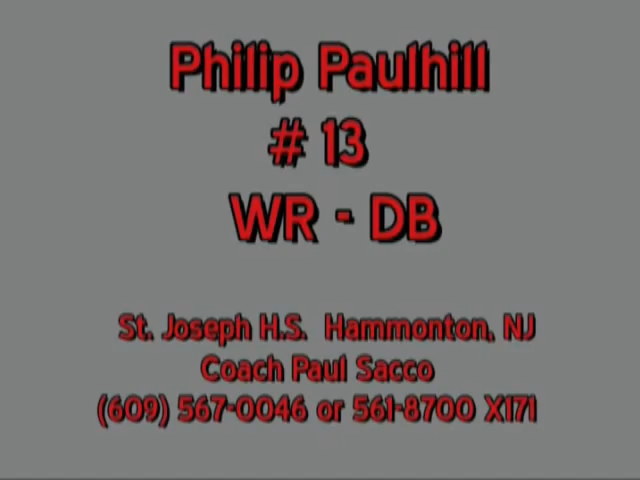 Philip Paulhill
# 13
WR - DB
St. Joseph H.S. Hammonton, NJ
Coach Paul Sacco
(609) 567-0046 or 561-8700 X171